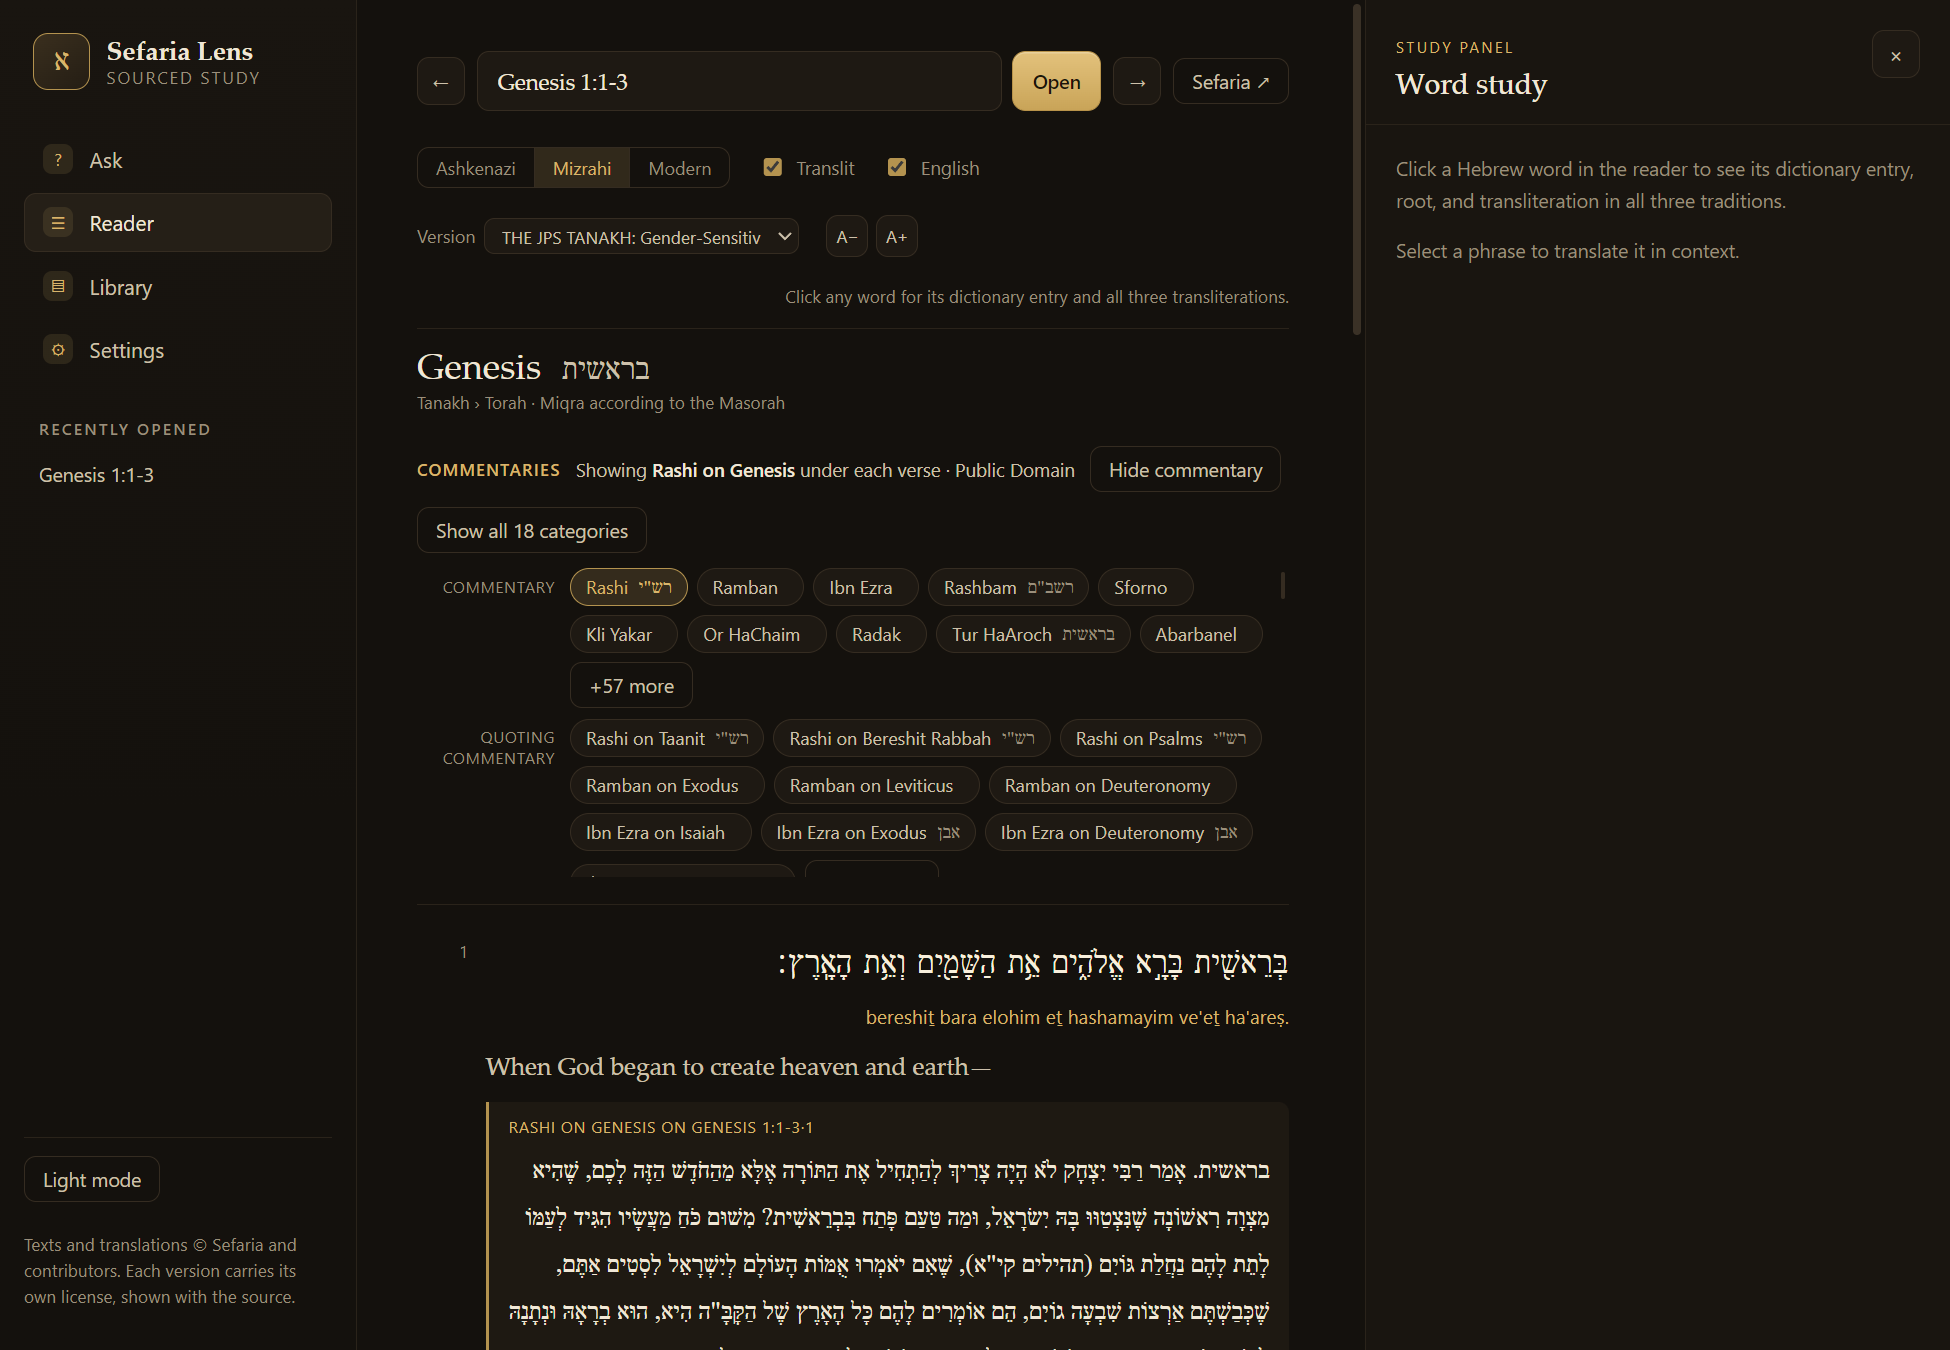 א
Sefaria Lens
SOURCED STUDY
? Ask
Reader
Library
Settings
RECENTLY OPENED
Genesis 1:1-3
Light mode
Texts and translations © Sefaria and
contributors. Each version carries its
own license, shown with the source.
← Genesis 1:1-3 Open → Sefaria ↗
Ashkenazi Mizrahi Modern Translit English
Version THE JPS TANAKH: Gender-Sensitiv A− A+
Click any word for its dictionary entry and all three transliterations.
Genesis בראשית
Tanakh › Torah · Miqra according to the Masorah
COMMENTARIES Showing Rashi on Genesis under each verse · Public Domain Hide commentary
Show all 18 categories
COMMENTARY Rashi רש"י Ramban Ibn Ezra Rashbam רשב"ם Sforno
Kli Yakar Or HaChaim Radak Tur HaAroch בראשית Abarbanel
+57 more
QUOTING COMMENTARY Rashi on Taanit רש"י Rashi on Bereshit Rabbah רש"י Rashi on Psalms רש"י
Ramban on Exodus Ramban on Leviticus Ramban on Deuteronomy
Ibn Ezra on Isaiah Ibn Ezra on Exodus אבן Ibn Ezra on Deuteronomy אבן
1
בְּרֵאשִׁ֖ית בָּרָ֣א אֱלֹהִ֑ים אֵ֥ת הַשָּׁמַ֖יִם וְאֵ֥ת הָאָֽרֶץ׃
bereshiṯ bara elohim eṯ hashamayim ve'eṯ ha'areṣ.
When God began to create heaven and earth—
RASHI ON GENESIS ON GENESIS 1:1-3·1
בראשית. אָמַר רַבִּי יִצְחָק לֹא הָיָה צָרִיךְ לְהַתְחִיל אֶת הַתּוֹרָה אֶלָּא מֵהַחֹדֶשׁ הַזֶּה לָכֶם, שֶׁהִיא
מִצְוָה רִאשׁוֹנָה שֶׁנִּצְטַוּוּ בָּהּ יִשׂרָאֵל, וּמַה טַּעַם פָּתַח בִּבְרֵאשִׁית? מִשׁוּם כֹּחַ מַעֲשָׂיו הִגִּיד לְעַמּוֹ
לָתֵת לָהֶם נַחֲלַת גּוֹיִם (תהילים קי"א), שֶׁאִם יֹאמְרוּ אֻמּוֹת הָעוֹלָם לְיִשְׁרָאֵל לִסְטִים אַתֶּם,
שֶׁכְּבַשְׁתֶּם אַרְצוֹת שִׁבְעָה גוֹיִם, הֵם אוֹמְרִים לָהֶם כָּל הָאָרֶץ שֶׁל הַקָּבָּ"ה הִיא, הוּא בְרָאָהּ וּנְתָנָהּ
STUDY PANEL
Word study
×
Click a Hebrew word in the reader to see its dictionary entry,
root, and transliteration in all three traditions.
Select a phrase to translate it in context.